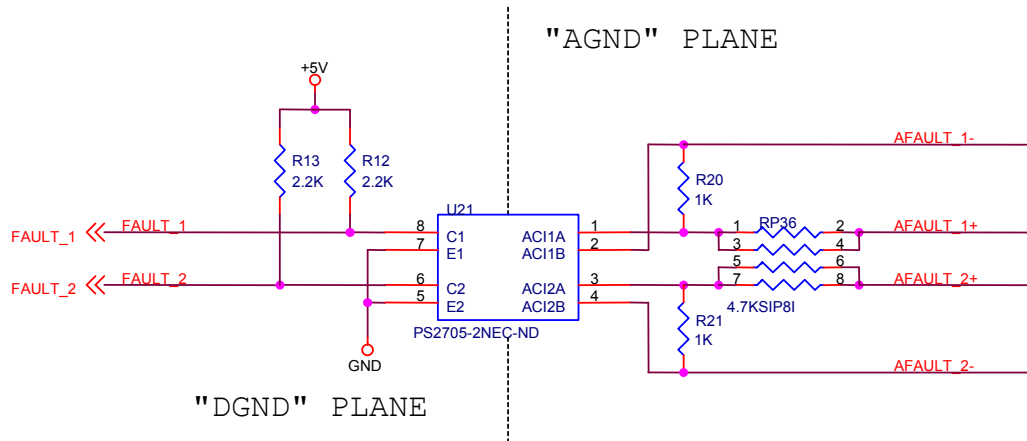 "AGND" PLANE
+5V
AFAULT_1-
R13
2.2K
R12
2.2K
R20
1K
U21
FAULT_1
FAULT_1
8
C1
ACI1A
1
1
RP36
2
AFAULT_1+
7
E1
ACI1B
2
3
4
5
6
FAULT_2
FAULT_2
6
C2
ACI2A
3
7
8
AFAULT_2+
5
E2
ACI2B
4
4.7KSIP8I
R21
1K
PS2705-2NEC-ND
GND
AFAULT_2-
"DGND" PLANE